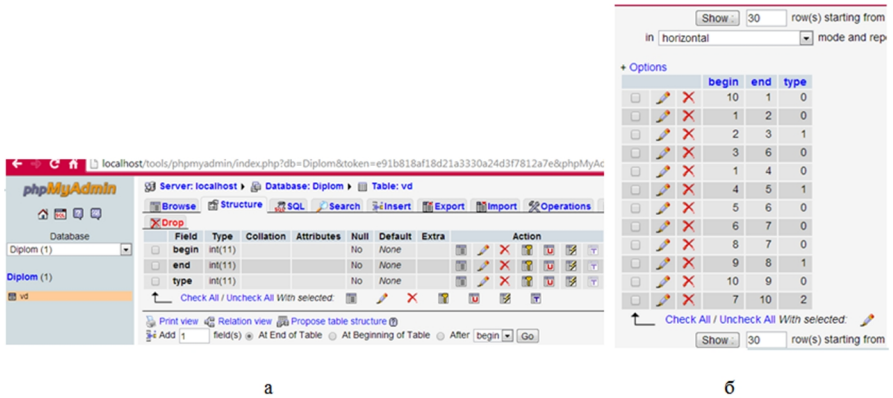 localhost/tools/phpmyadmin/index.php?db=Diplom&token=e91b818af18d21a3330a24d3f7812a7e&phpMyAd
phpMyAdmin
Database
Diplom (1)
Diplom (1)
vd
Server: localhost Database: Diplom Table: vd
Browse Structure SQL Search Insert Export Import Operations
Drop
Field Type Collation Attributes Null Default Extra Action
begin int(11) No None
end int(11) No None
type int(11) No None
Check All / Uncheck All With selected:
Print view Relation view Propose table structure
Add 1 field(s) At End of Table At Beginning of Table After begin Go
а
Show : 30 row(s) starting from
in horizontal mode and rep
+ Options
begin end type
10 1 0
1 2 0
2 3 1
3 6 0
1 4 0
4 5 1
5 6 0
6 7 0
8 7 0
9 8 1
10 9 0
7 10 2
Check All / Uncheck All With selected:
Show : 30 row(s) starting from
б